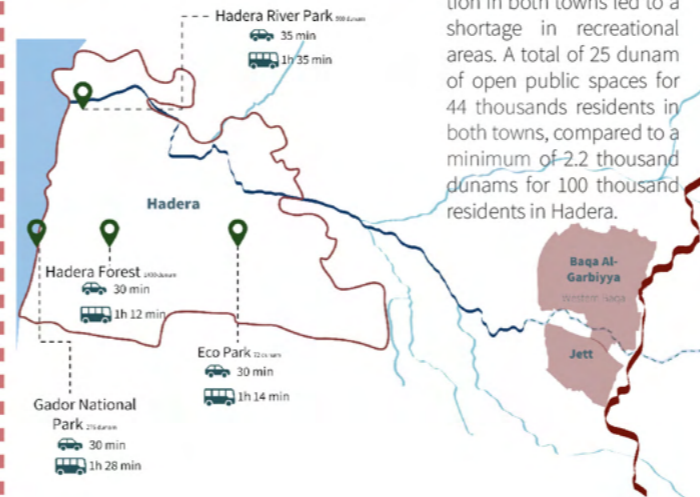 tion in both towns led to a
shortage in recreational
areas. A total of 25 dunam
of open public spaces for
44 thousands residents in
both towns, compared to a
minimum of 2.2 thousand
dunams for 100 thousand
residents in Hadera.
Hadera River Park
35 min
1h 35 min
Hadera
Hadera Forest
30 min
1h 12 min
Eco Park
30 min
1h 14 min
Gador National
Park
30 min
1h 28 min
Baqa Al-
Garbiyya
Western Baqa
Jett